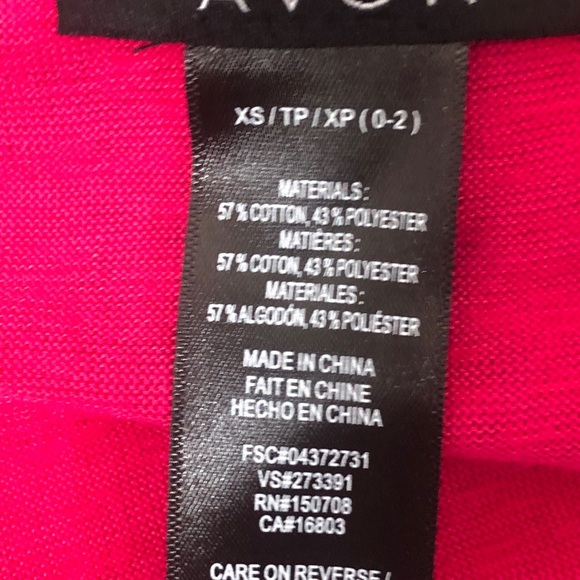 AVON
XS/TP/XP(0-2)
MATERIALS:
57% COTTON, 43% POLYESTER
MATIÈRES:
57% COTON, 43% POLYESTER
MATERIALES:
57% ALGODÓN, 43% POLIÉSTER
MADE IN CHINA
FAIT EN CHINE
HECHO EN CHINA
FSC#04372731
VS#273391
RN#150708
CA#16803
CARE ON REVERSE/